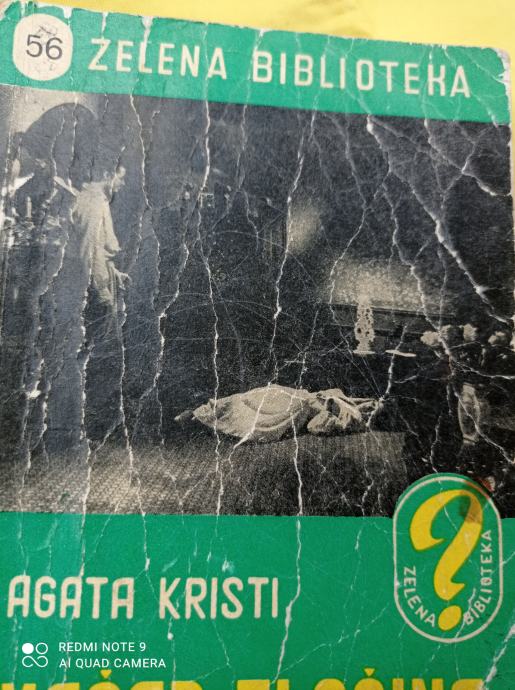 56 ZELENA BIBLIOTEKA
ZELENA BIBLIOTEKA
AGATA KRISTI
REDMI NOTE 9
AI QUAD CAMERA